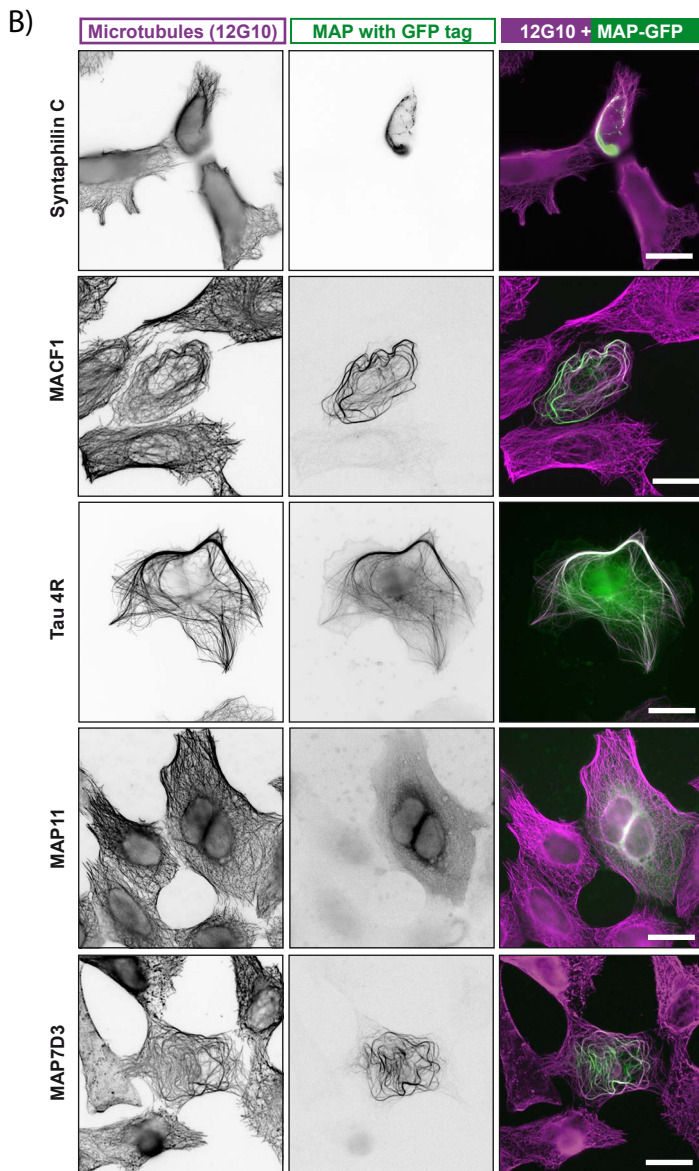 B)
Microtubules (12G10)
MAP with GFP tag
12G10 + MAP-GFP
Syntaphilin C
MACF1
Tau 4R
MAP11
MAP7D3